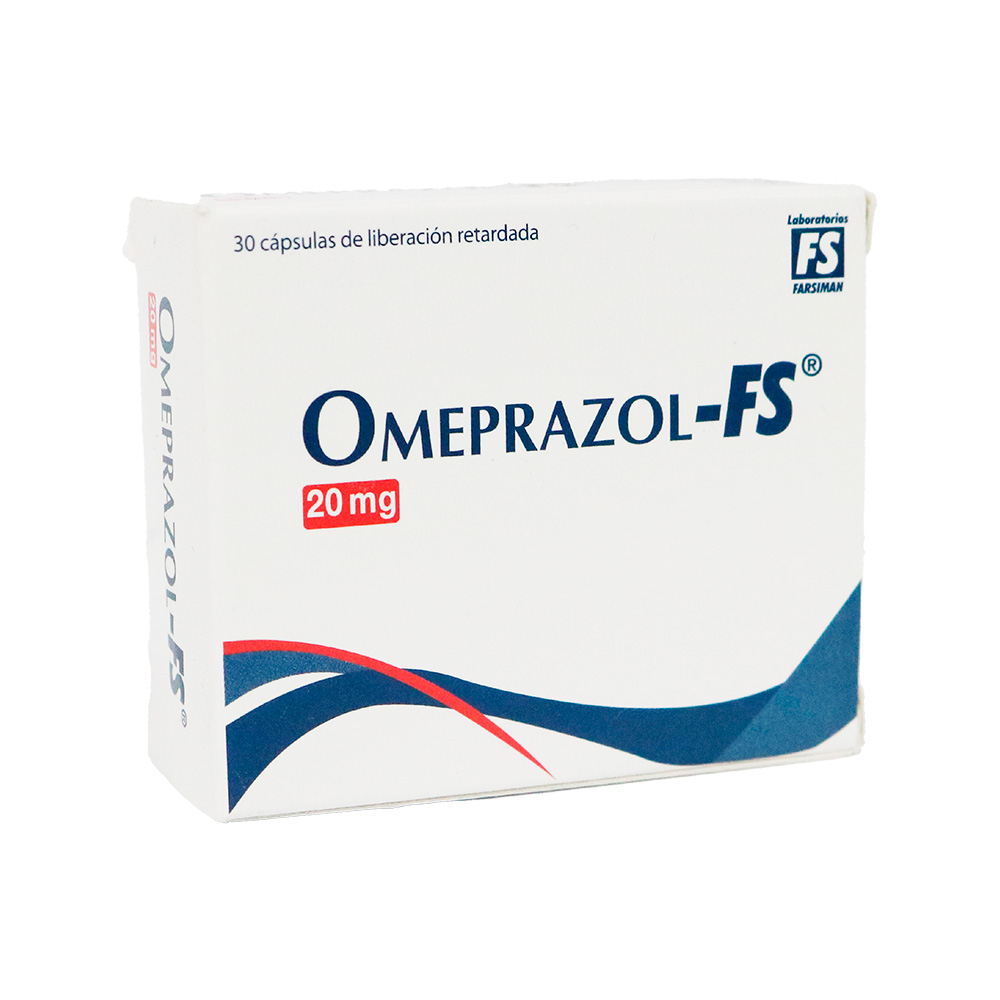 30 cápsulas de liberación retardada
Laboratorios
FS
FARSIMAN
OMEPRAZOL-FS®
20 mg
OMEPRAZOL-FS®
20 mg